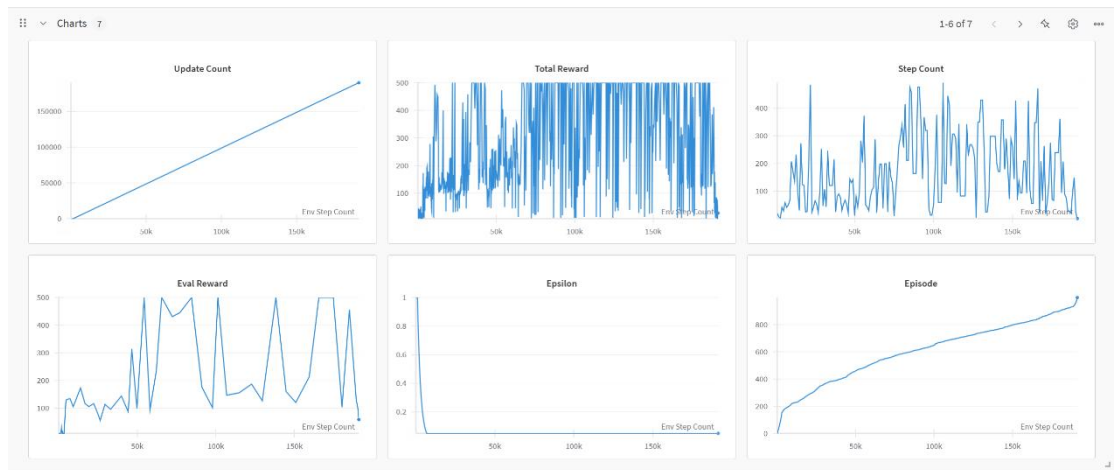 Charts 7
1-6 of 7
Update Count
150000
100000
50000
0
Env Step Count
50k 100k 150k
Total Reward
500
400
300
200
100
Env Step Count
50k 100k 150k
Step Count
400
300
200
100
Env Step Count
50k 100k 150k
Eval Reward
500
400
300
200
100
Env Step Count
50k 100k 150k
Epsilon
1
0.8
0.6
0.4
0.2
Env Step Count
50k 100k 150k
Episode
800
600
400
200
0
Env Step Count
50k 100k 150k